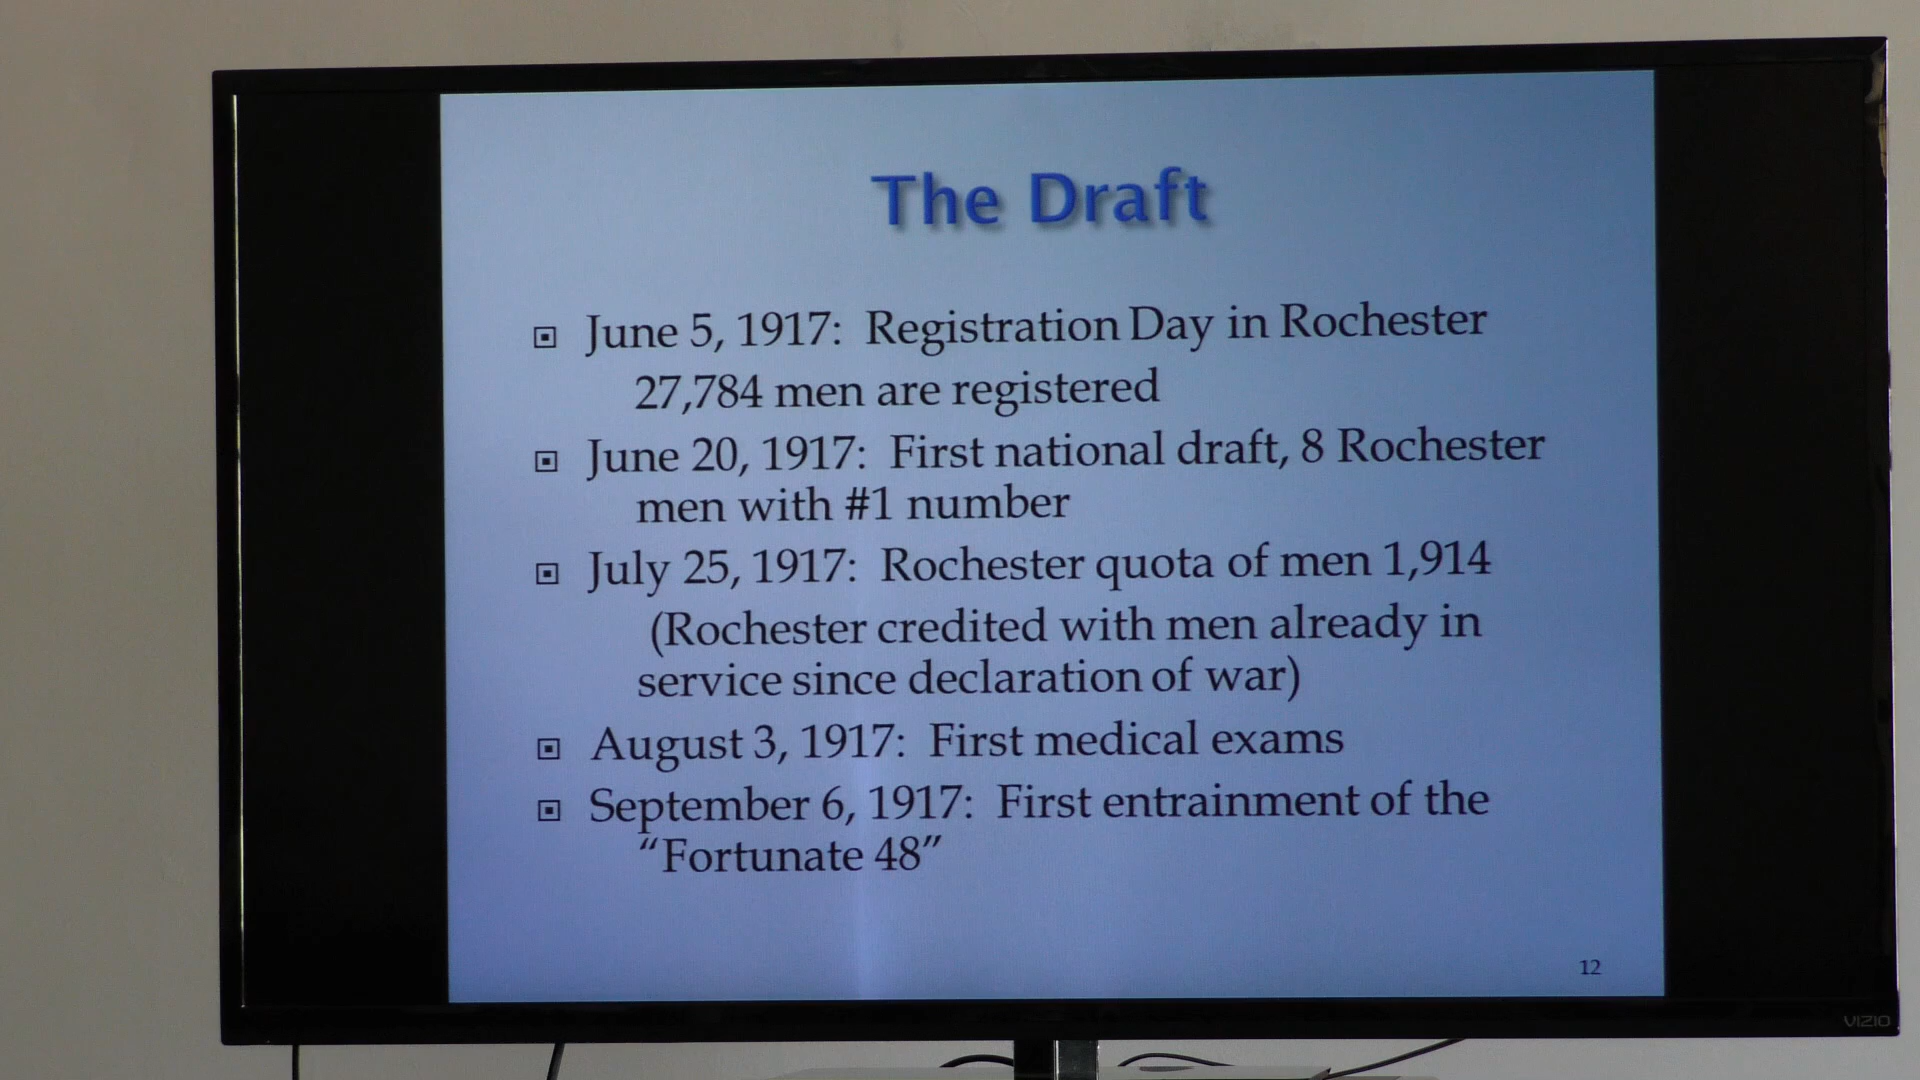 The Draft
June 5, 1917: Registration Day in Rochester
27,784 men are registered
June 20, 1917: First national draft, 8 Rochester
men with #1 number
July 25, 1917: Rochester quota of men 1,914
(Rochester credited with men already in
service since declaration of war)
August 3, 1917: First medical exams
September 6, 1917: First entrainment of the
“Fortunate 48”
12
VIZIO